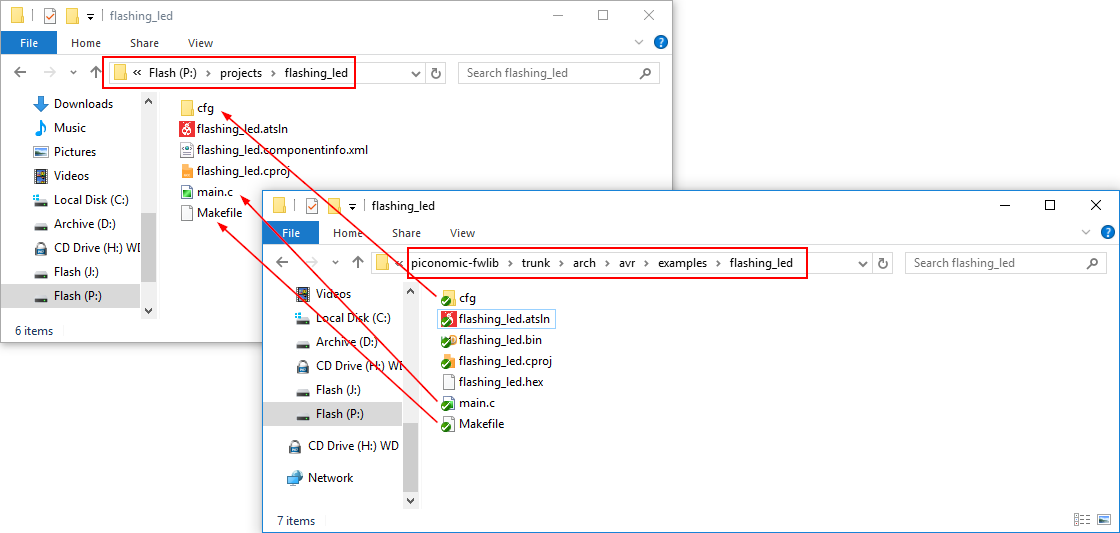 flashing_led
File Home Share View
« Flash (P:) > projects > flashing_led
Search flashing_led
Downloads
Music
Pictures
Videos
Local Disk (C:)
Archive (D:)
CD Drive (H:) WD
Flash (J:)
Flash (P:)
cfg
flashing_led.atsln
flashing_led.componentinfo.xml
flashing_led.cproj
main.c
Makefile
6 items
flashing_led
File Home Share View
« piconomic-fwlib > trunk > arch > avr > examples > flashing_led
Search flashing_led
Videos
Local Disk (C:)
Archive (D:)
CD Drive (H:) WD
Flash (J:)
Flash (P:)
CD Drive (H:) WD
Network
cfg
flashing_led.atsln
flashing_led.bin
flashing_led.cproj
flashing_led.hex
main.c
Makefile
7 items